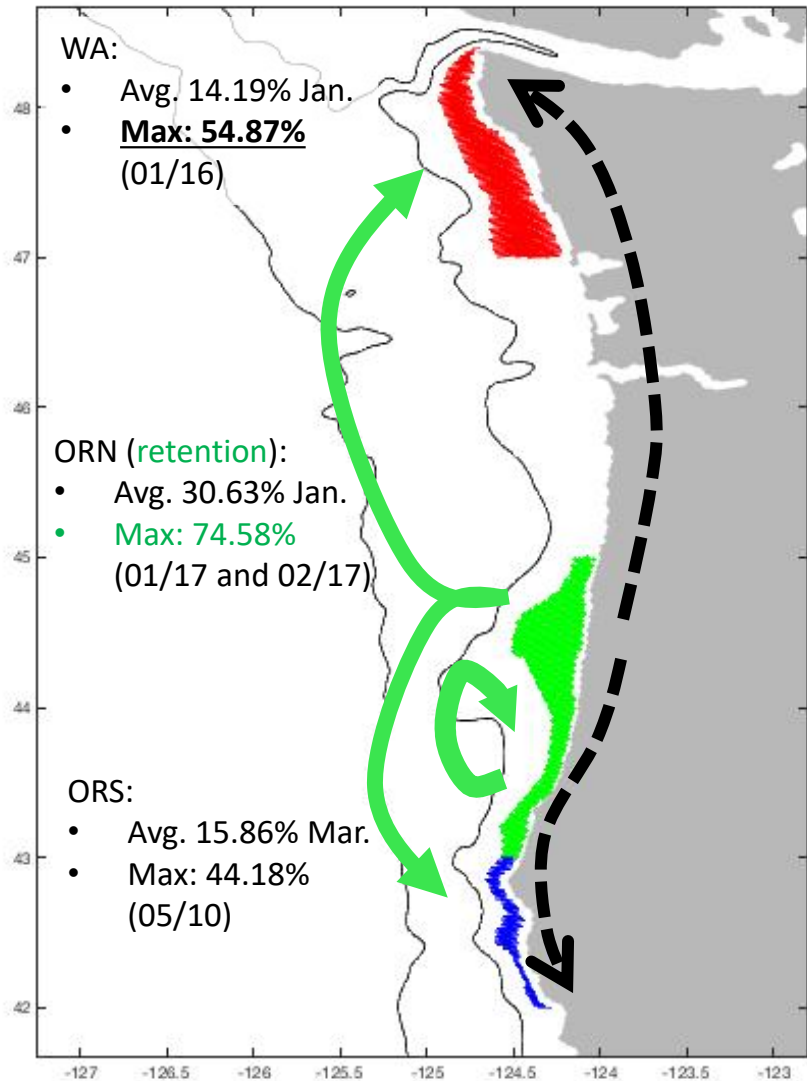 WA:
• Avg. 14.19% Jan.
• Max: 54.87%
(01/16)
ORN (retention):
• Avg. 30.63% Jan.
• Max: 74.58%
(01/17 and 02/17)
ORS:
• Avg. 15.86% Mar.
• Max: 44.18%
(05/10)
48
47
46
45
44
43
42
-127 -126.5 -126 -125.5 -125 -124.5 -124 -123.5 -123